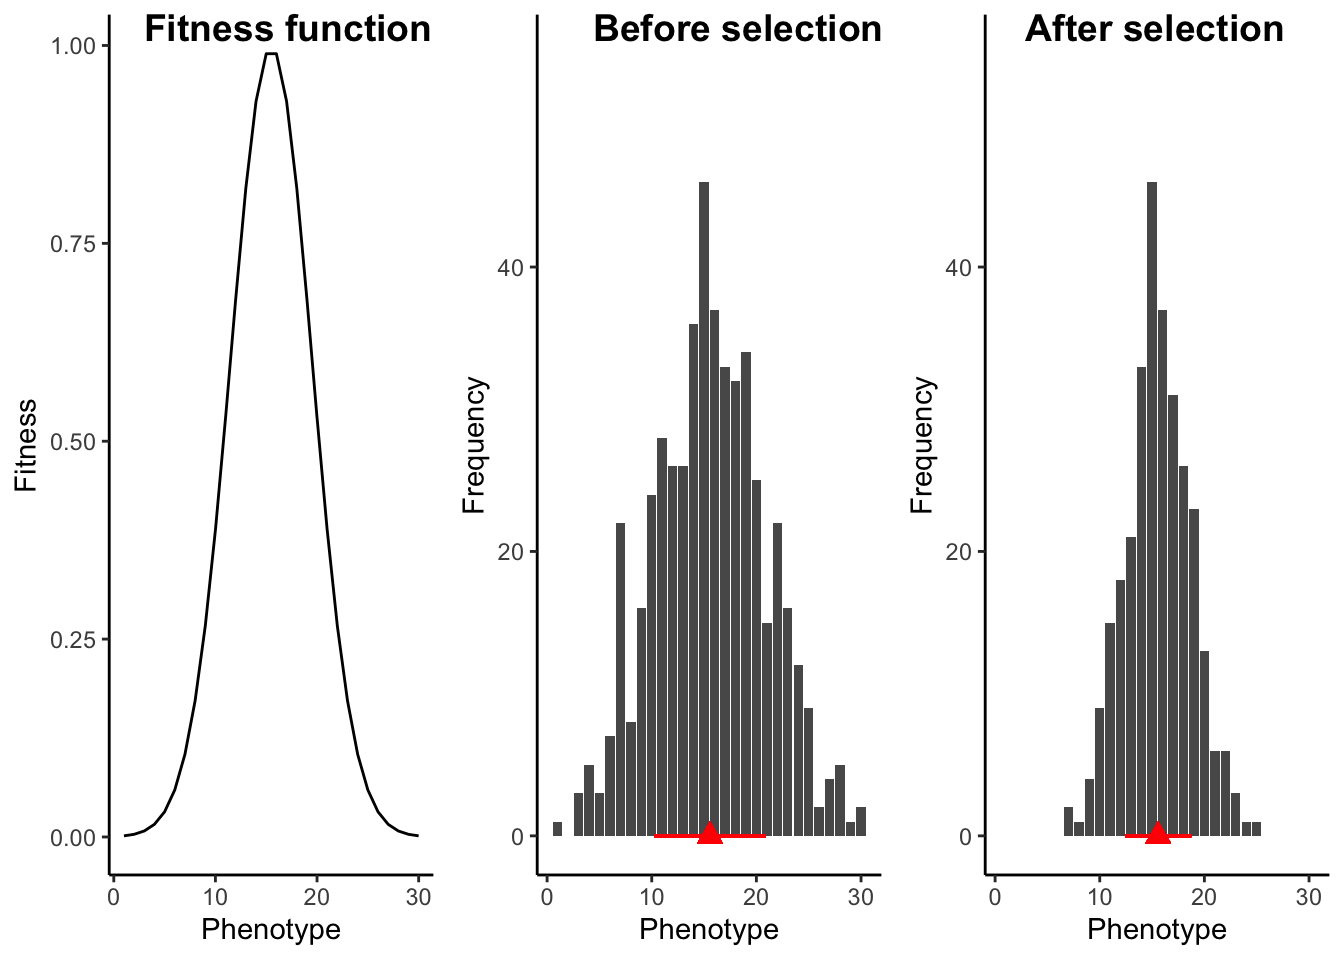 Fitness function
1.00
0.75
0.50
0.25
0.00
Fitness
0 10 20 30
Phenotype
Before selection
40
20
0
Frequency
0 10 20 30
Phenotype
After selection
40
20
0
Frequency
0 10 20 30
Phenotype